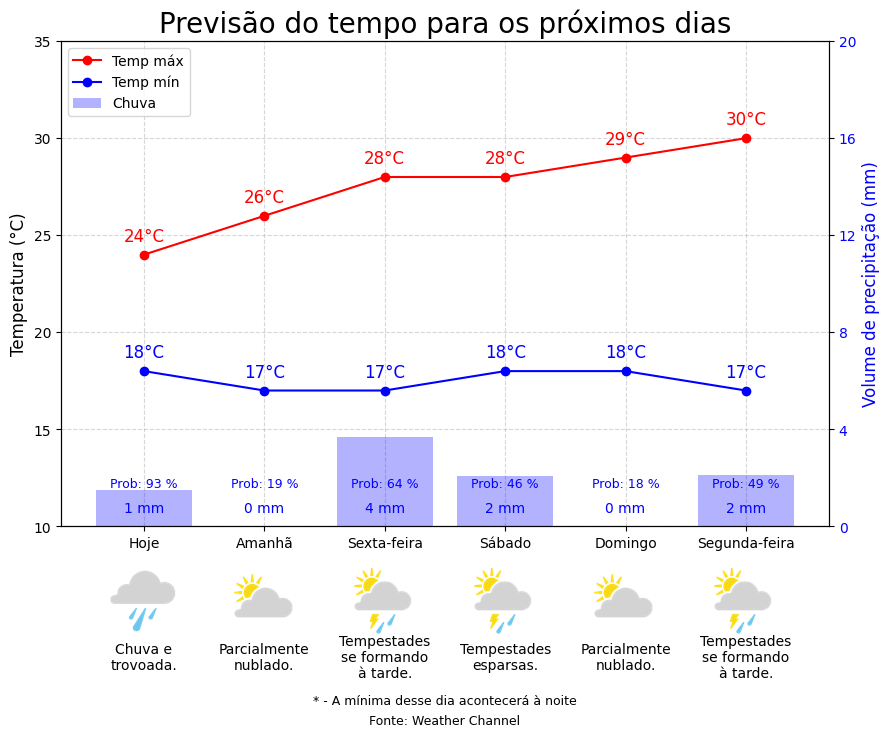 Previsão do tempo para os próximos dias
35
30
25
20
15
10
Temperatura (°C)
20
16
12
8
4
0
Volume de precipitação (mm)
Temp máx
Temp mín
Chuva
24°C
26°C
28°C
28°C
29°C
30°C
18°C
17°C
17°C
18°C
18°C
17°C
Prob: 93 %
Prob: 19 %
Prob: 64 %
Prob: 46 %
Prob: 18 %
Prob: 49 %
1 mm
0 mm
4 mm
2 mm
0 mm
2 mm
Hoje
Amanhã
Sexta-feira
Sábado
Domingo
Segunda-feira
Chuva e
trovoada.
Parcialmente
nublado.
Tempestades
se formando
à tarde.
Tempestades
esparsas.
Parcialmente
nublado.
Tempestades
se formando
à tarde.
* - A mínima desse dia acontecerá à noite
Fonte: Weather Channel